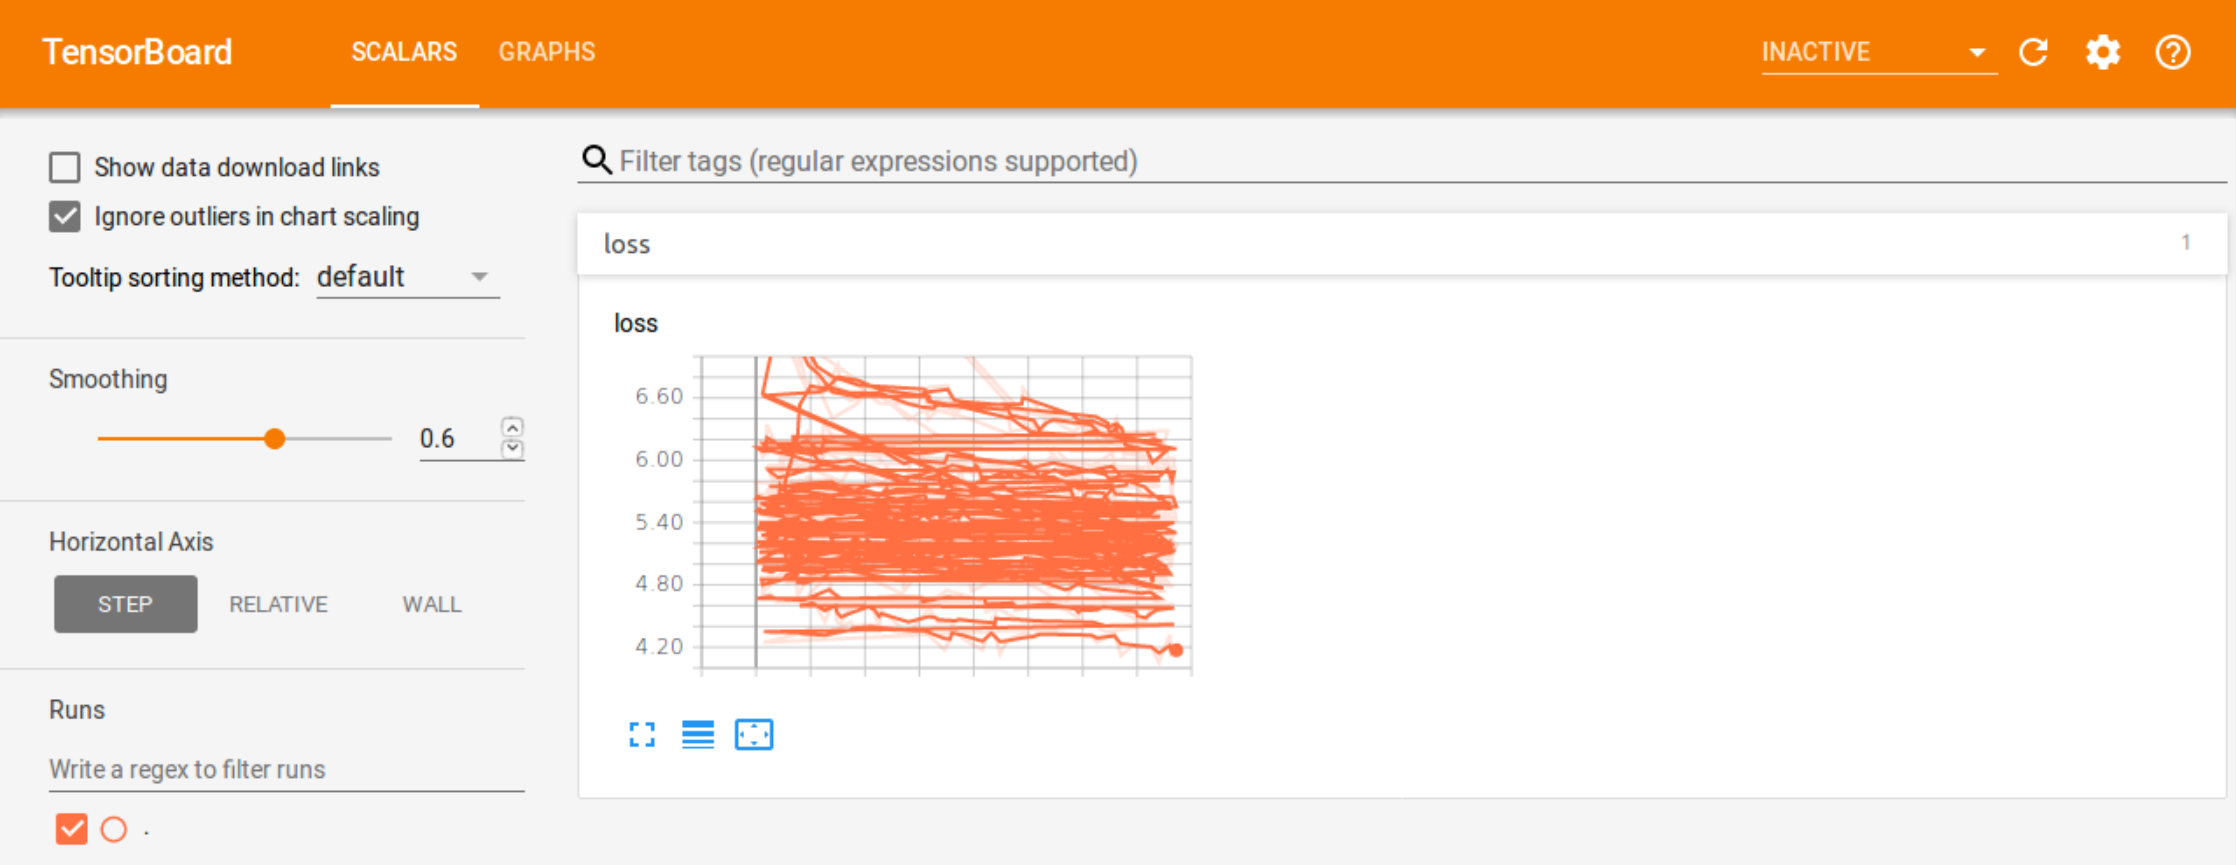 TensorBoard SCALARS GRAPHS INACTIVE
Show data download links
Ignore outliers in chart scaling
Tooltip sorting method: default
Smoothing
0.6
Horizontal Axis
STEP RELATIVE WALL
Runs
Write a regex to filter runs
.
Filter tags (regular expressions supported)
loss 1
loss
6.60
6.00
5.40
4.80
4.20